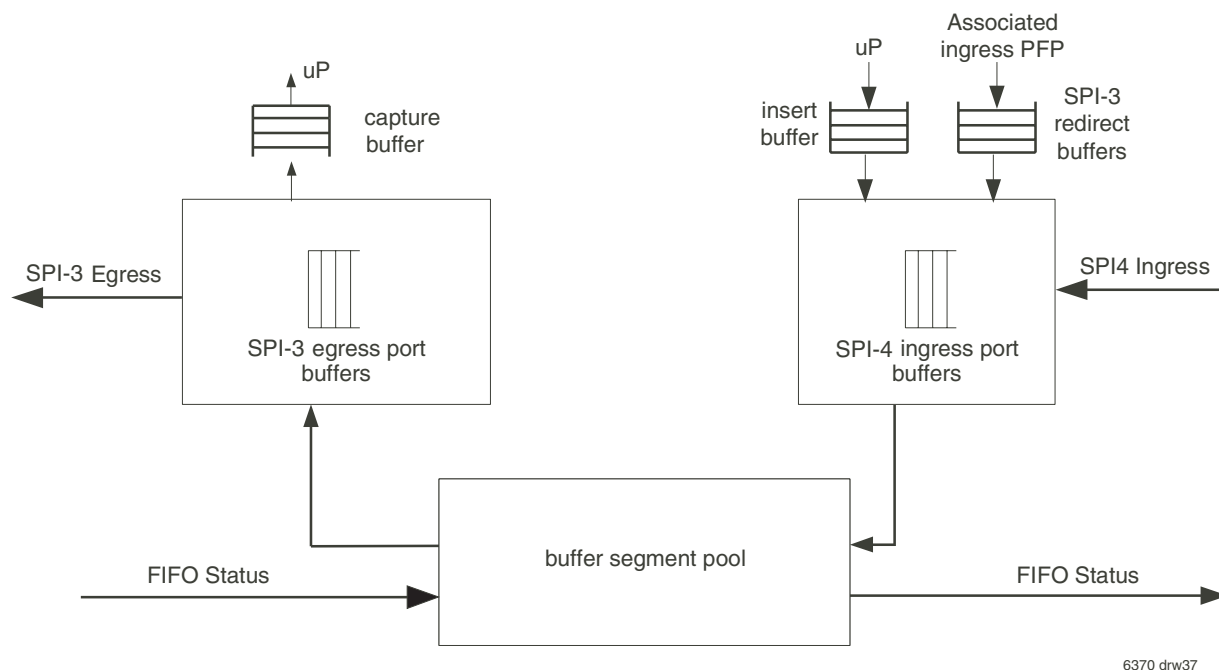 uP
capture
buffer
uP
insert
buffer
Associated
ingress PFP
SPI-3
redirect
buffers
SPI-3 Egress
SPI-3 egress port
buffers
SPI-4 ingress port
buffers
SPI4 Ingress
buffer segment pool
FIFO Status
FIFO Status
6370 drw37